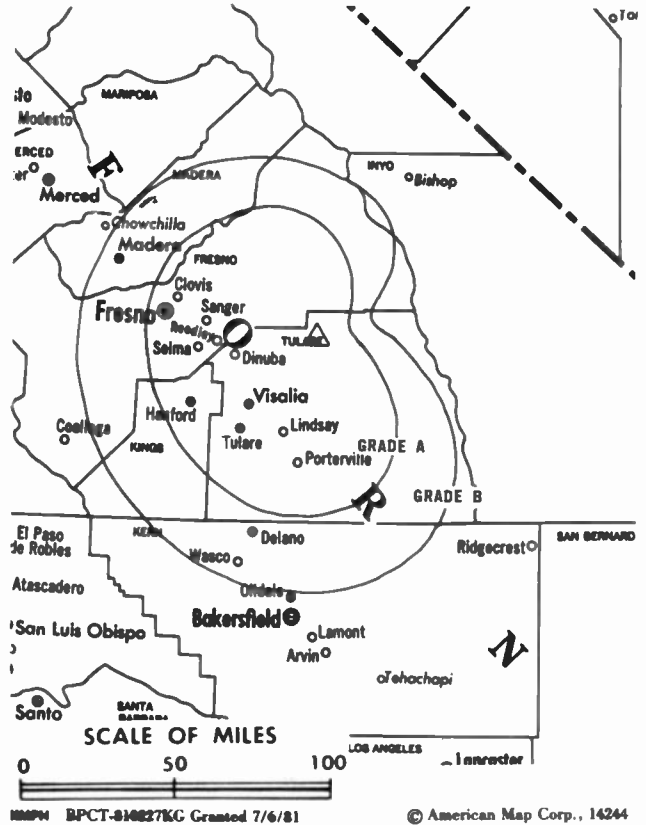 MARIPOSA
Modesto
ERCED
F
MADERA
INYO
Merced
Bishop
Chowchilla
Madera
FRESNO
Clovis
Fresno
Sanger
Reedley
Selma
TULARE
Dinuba
Visalia
Hanford
Lindsay
Coalinga
Tulare
GRADE A
KINGS
Porterville
GRADE B
R
KERN
El Paso
de Robles
Delano
Ridgecrest
SAN BERNARD
Wasco
Atascadero
Oildale
Bakersfield
San Luis Obispo
Lamont
Arvin
N
Tehachapi
Santo
SANTA
BARBARA
SCALE OF MILES
LOS ANGELES
Lancaster
0 50 100
BPCT-810827KG Granted 7/6/81
© American Map Corp., 14244